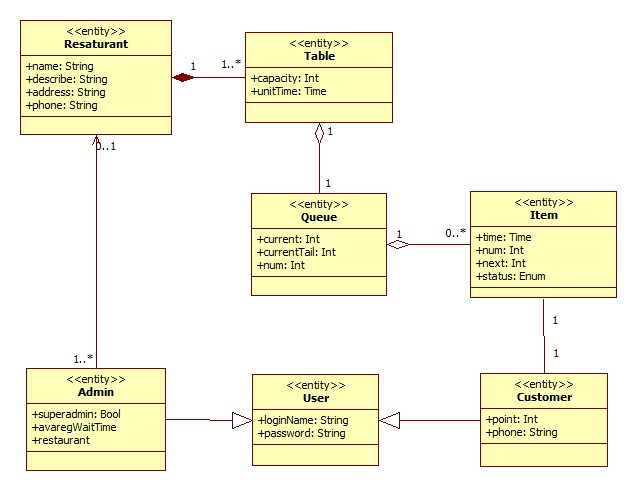 <<entity>>
Resaturant
+name: String
+describe: String
+address: String
+phone: String
1
1..*
<<entity>>
Table
+capacity: Int
+unitTime: Time
0..1
1
1
<<entity>>
Queue
+current: Int
+currentTail: Int
+num: Int
1
0..*
<<entity>>
Item
+time: Time
+num: Int
+next: Int
+status: Enum
1
1
1..*
<<entity>>
Admin
+superadmin: Bool
+avaregWaitTime
+restaurant
<<entity>>
User
+loginName: String
+password: String
<<entity>>
Customer
+point: Int
+phone: String